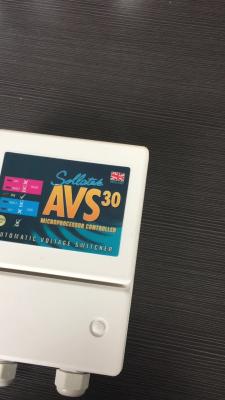 Sollatek
AVS30
MICROPROCESSOR CONTROLLED
AUTOMATIC VOLTAGE SWITCHER